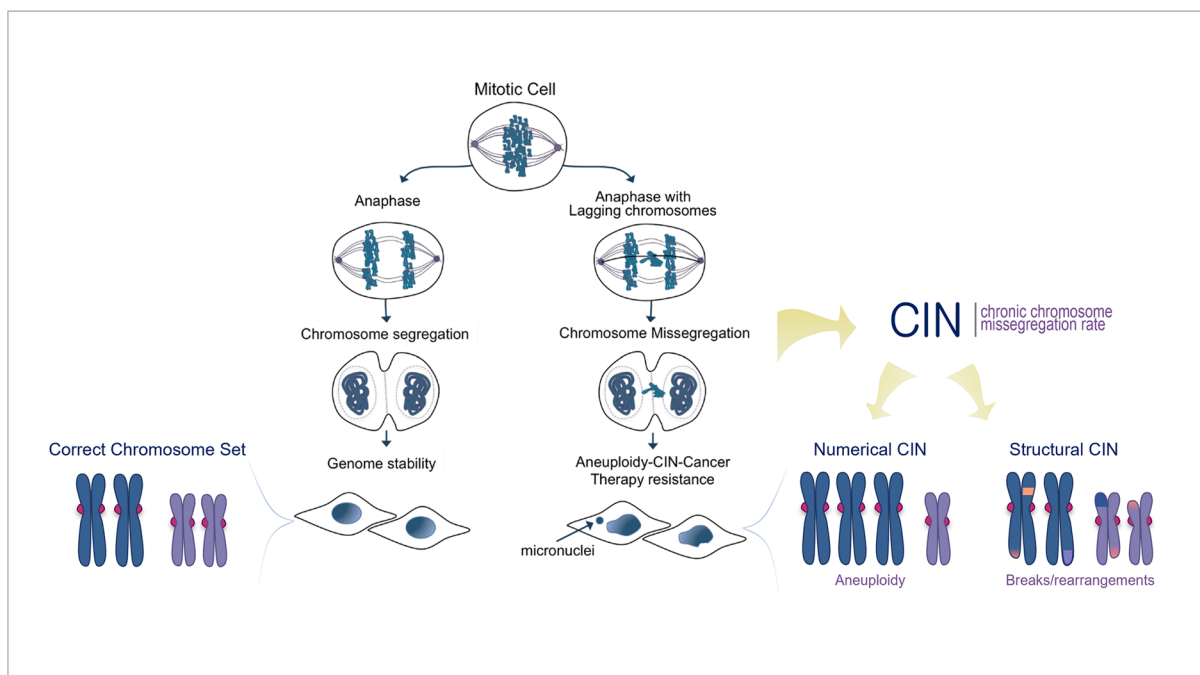 Mitotic Cell
Anaphase
Anaphase with
Lagging chromosomes
Chromosome segregation
Chromosome Missegregation
CIN
chronic chromosome
missegregation rate
Correct Chromosome Set
Genome stability
Aneuploidy-CIN-Cancer
Therapy resistance
micronuclei
Numerical CIN
Structural CIN
Aneuploidy
Breaks/rearrangements